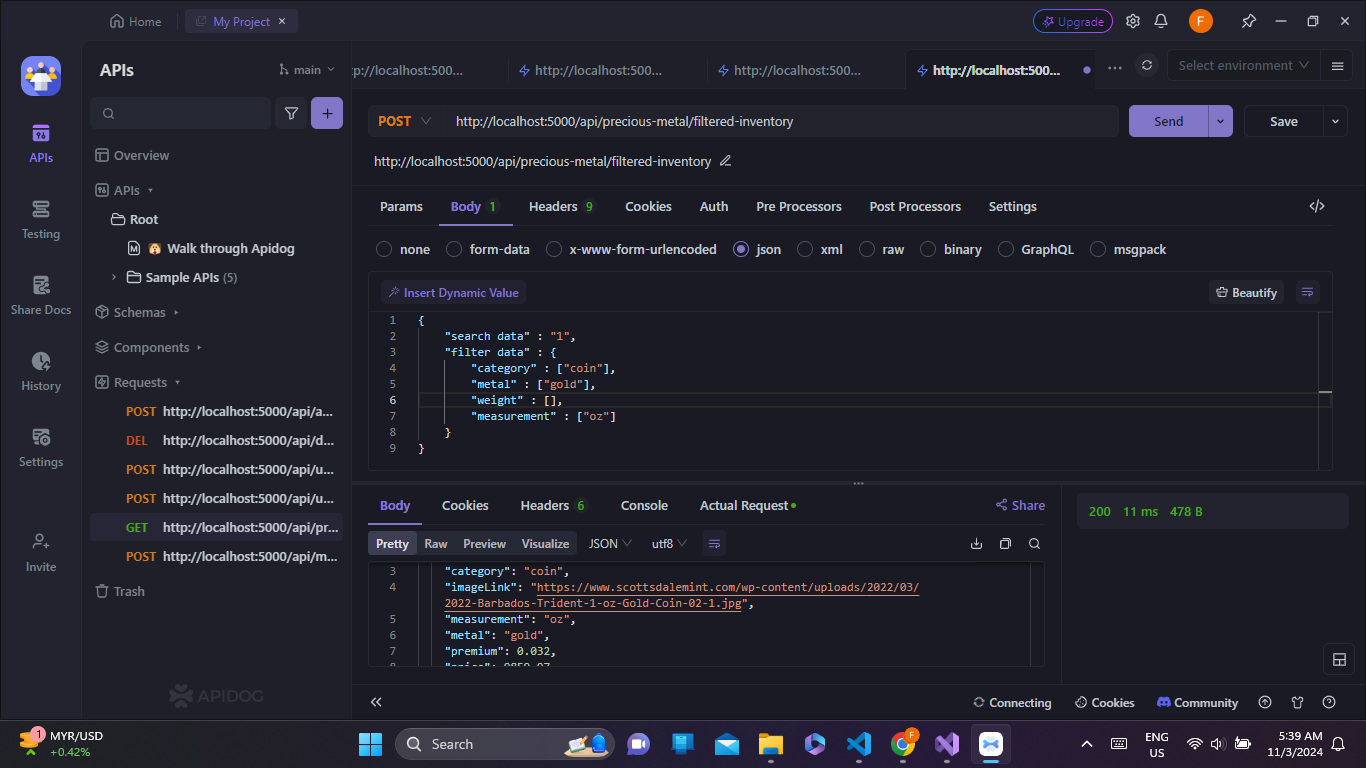 Home
My Project
Upgrade
F
APIs
main
tp://localhost:500...
http://localhost:500...
http://localhost:500...
http://localhost:500...
Select environment
POST
http://localhost:5000/api/precious-metal/filtered-inventory
Send
Save
http://localhost:5000/api/precious-metal/filtered-inventory
APIs
Testing
Share Docs
History
Settings
Invite
Overview
APIs
Root
Walk through Apidog
Sample APIs (5)
Schemas
Components
Requests
POST http://localhost:5000/api/a...
DEL http://localhost:5000/api/d...
POST http://localhost:5000/api/u...
POST http://localhost:5000/api/u...
GET http://localhost:5000/api/pr...
POST http://localhost:5000/api/m...
Trash
APIDOG
Params
Body 1
Headers 9
Cookies
Auth
Pre Processors
Post Processors
Settings
none
form-data
x-www-form-urlencoded
json
xml
raw
binary
GraphQL
msgpack
Insert Dynamic Value
Beautify
1 {
2 "search data" : "1",
3 "filter data" : {
4 "category" : ["coin"],
5 "metal" : ["gold"],
6 "weight" : [],
7 "measurement" : ["oz"]
8 }
9 }
Body
Cookies
Headers 6
Console
Actual Request
Share
200 11 ms 478 B
Pretty
Raw
Preview
Visualize
JSON
utf8
3 "category": "coin",
4 "imageLink": "https://www.scottsdalemint.com/wp-content/uploads/2022/03/
2022-Barbados-Trident-1-oz-Gold-Coin-02-1.jpg",
5 "measurement": "oz",
6 "metal": "gold",
7 "premium": 0.032,
Connecting
Cookies
Community
1
MYR/USD
+0.42%
Search
F
ENG
US
5:39 AM
11/3/2024